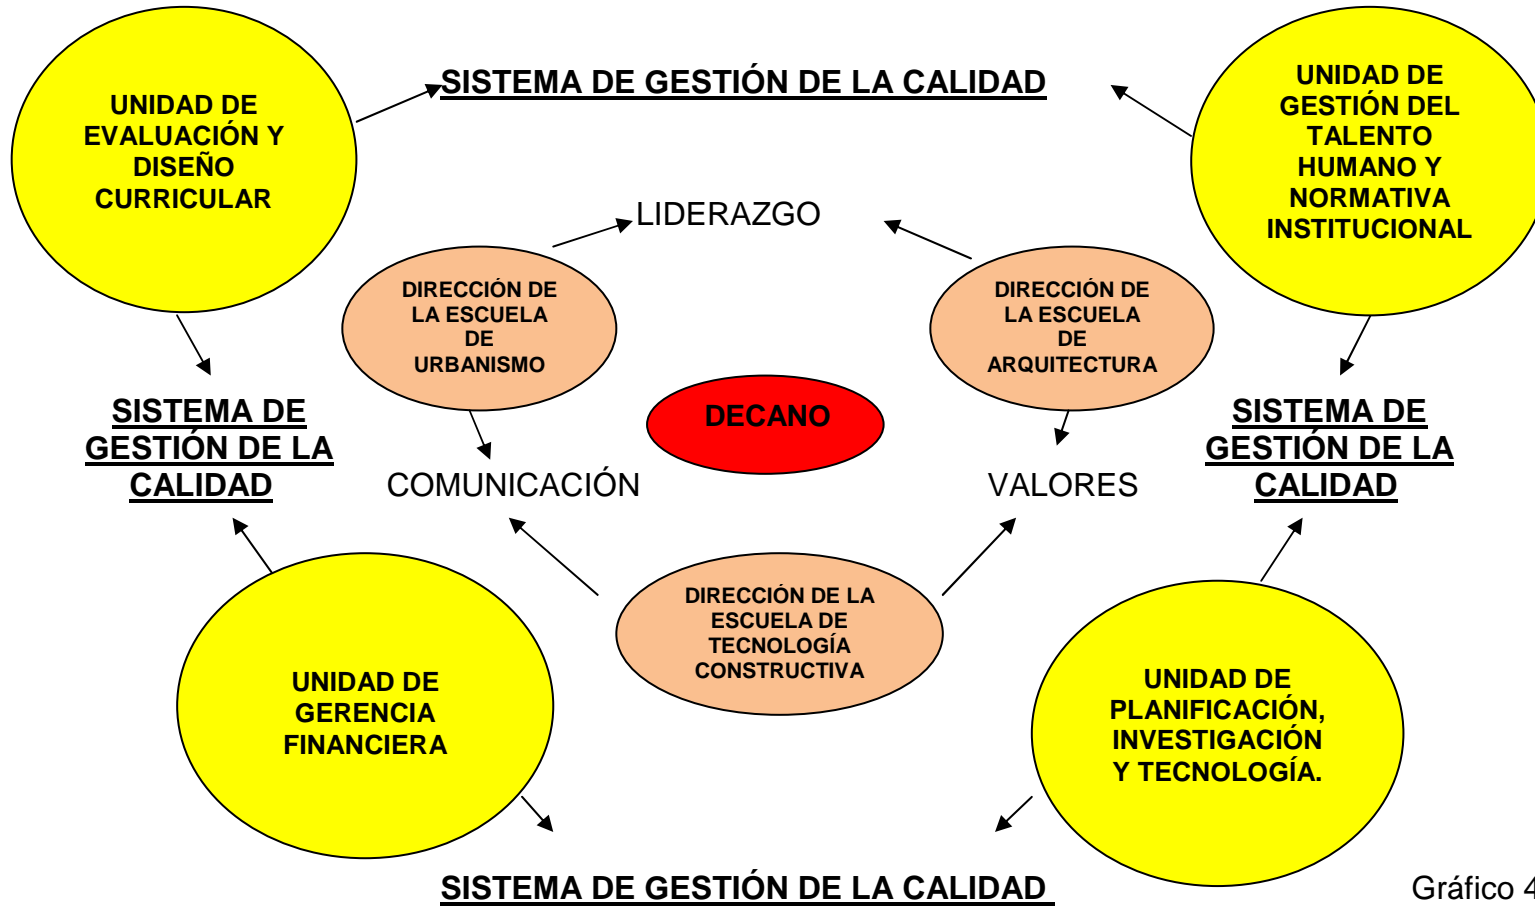 SISTEMA DE GESTIÓN DE LA CALIDAD
UNIDAD DE
EVALUACIÓN Y
DISEÑO
CURRICULAR
UNIDAD DE
GESTIÓN DEL
TALENTO
HUMANO Y
NORMATIVA
INSTITUCIONAL
LIDERAZGO
DIRECCIÓN DE
LA ESCUELA
DE
URBANISMO
DIRECCIÓN DE
LA ESCUELA
DE
ARQUITECTURA
DECANO
SISTEMA DE
GESTIÓN DE LA
CALIDAD
COMUNICACIÓN
VALORES
SISTEMA DE
GESTIÓN DE LA
CALIDAD
DIRECCIÓN DE LA
ESCUELA DE
TECNOLOGÍA
CONSTRUCTIVA
UNIDAD DE
GERENCIA
FINANCIERA
UNIDAD DE
PLANIFICACIÓN,
INVESTIGACIÓN
Y TECNOLOGÍA.
SISTEMA DE GESTIÓN DE LA CALIDAD
Gráfico 4